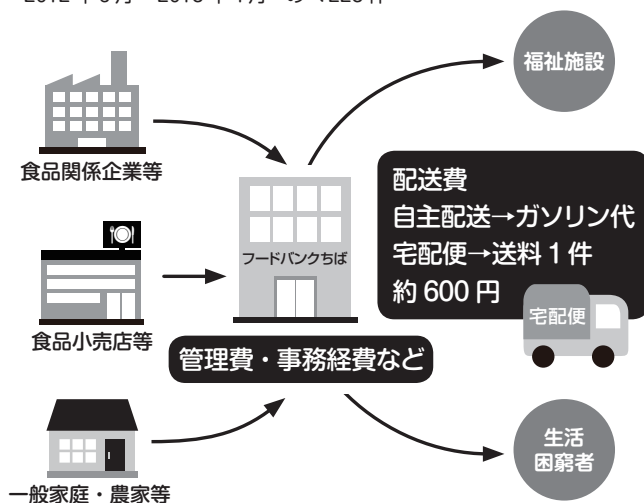 福祉施設
食品関係企業等
配送費
自主配送→ガソリン代
宅配便→送料1件
約600円
フードバンクちば
宅配便
食品小売店等
管理費・事務経費など
生活
困窮者
一般家庭・農家等